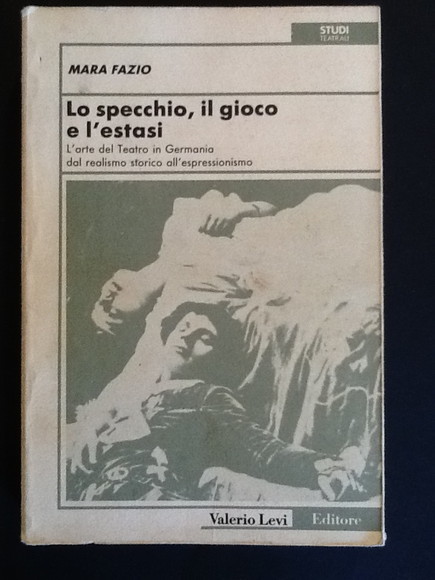 STUDI
TEATRALI
MARA FAZIO
Lo specchio, il gioco
e l'estasi
L'arte del Teatro in Germania
dal realismo storico all'espressionismo
Valerio Levi Editore